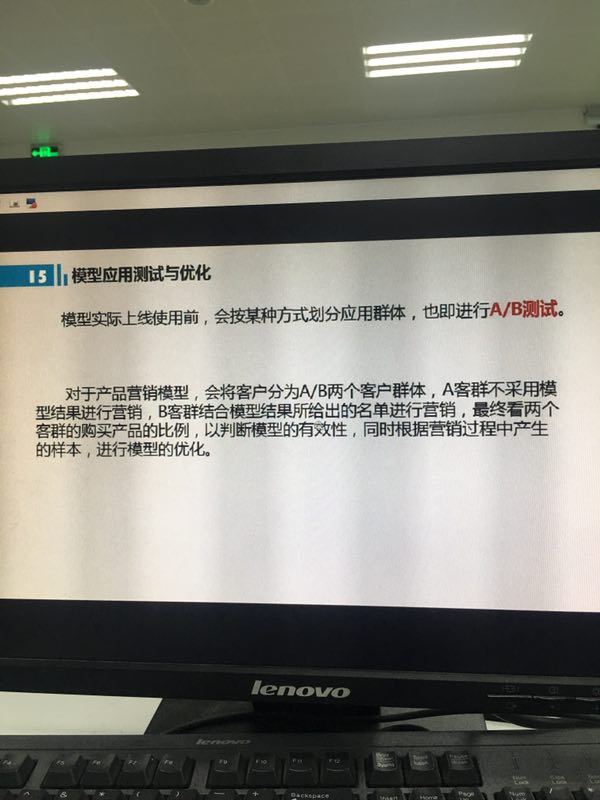 15 模型应用测试与优化
模型实际上线使用前，会按某种方式划分应用群体，也即进行A/B测试。
对于产品营销模型，会将客户分为A/B两个客户群体，A客群不采用模
型结果进行营销，B客群结合模型结果所给出的名单进行营销，最终看两个
客群的购买产品的比例，以判断模型的有效性，同时根据营销过程中产生
的样本，进行模型的优化。
lenovo
lenovo
F4 F5 F6 F7 F8 F9 F10 F11 F12
Backspace Insert Home Page Up Num Lock